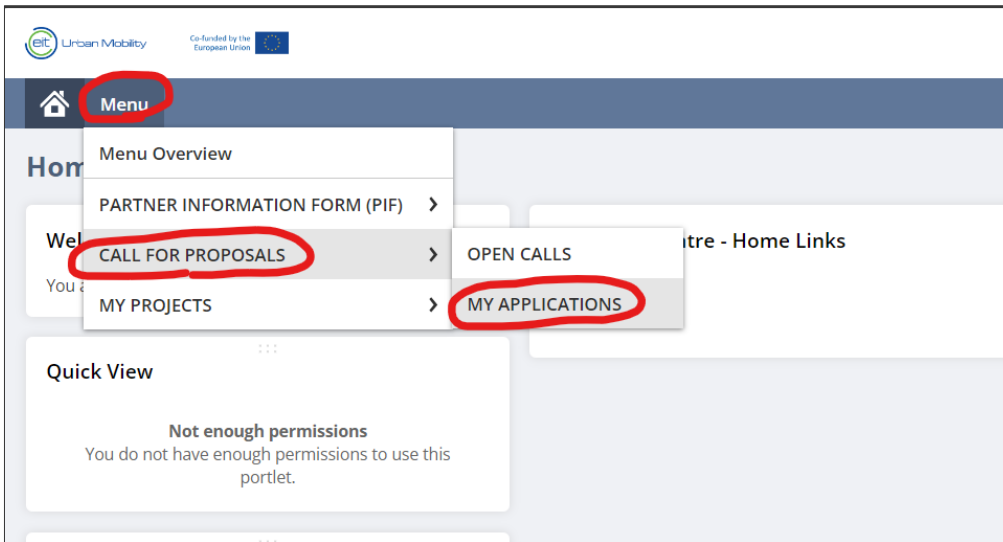 eit Urban Mobility
Co-funded by the
European Union
Menu
Menu Overview
Hom
PARTNER INFORMATION FORM (PIF)
Wel
CALL FOR PROPOSALS
OPEN CALLS
tre - Home Links
You
MY PROJECTS
MY APPLICATIONS
Quick View
Not enough permissions
You do not have enough permissions to use this
portlet.